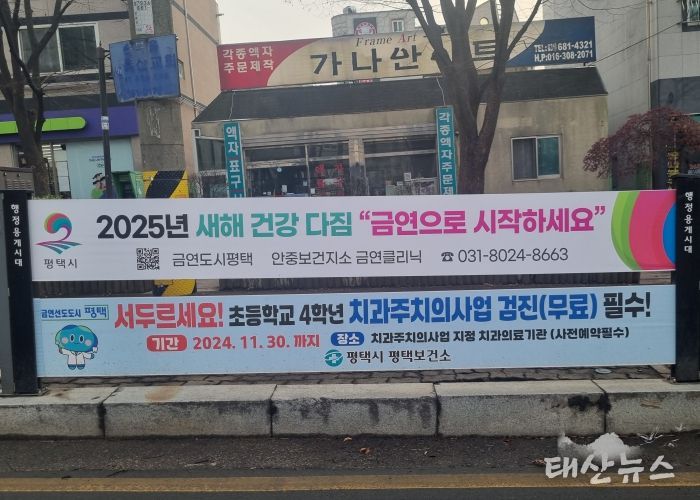 각종액자
주문제작
Frame Art
가나안
TEL: 681-4321
H.P:016-308-2071
액자표구
각종액자주문제
행정용게시대
행정용게시대
평택시
2025년 새해 건강 다짐 “금연으로 시작하세요”
금연도시평택 안중보건지소 금연클리닉 ☎ 031-8024-8663
금연선도도시 평택
서두르세요! 초등학교 4학년 치과주치의사업 검진(무료) 필수!
기간 2024. 11. 30. 까지 장소 치과주치의사업 지정 치과의료기관 (사전예약필수)
평택시 평택보건소
태산뉴스